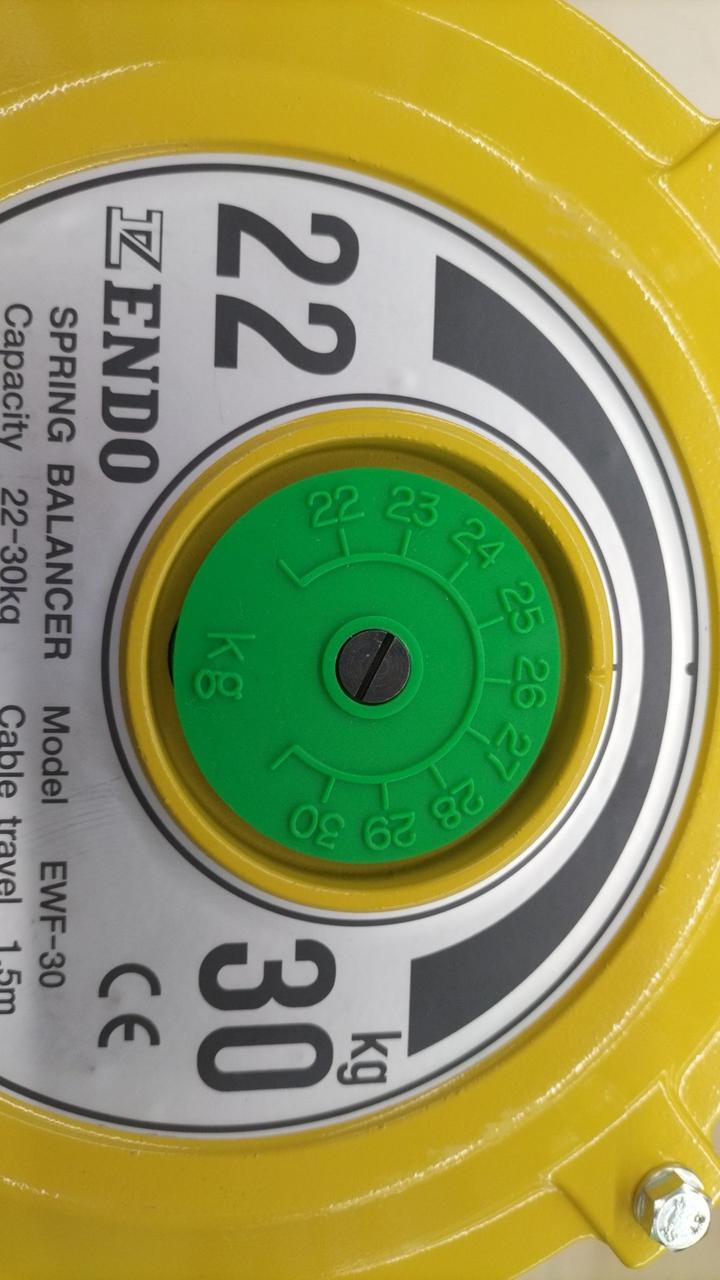 22
30
kg
22 23 24 25 26 27 28 29 30
kg
ENDO
CE
SPRING BALANCER Model EWF-30
Capacity 22-30kg Cable travel 1.5m